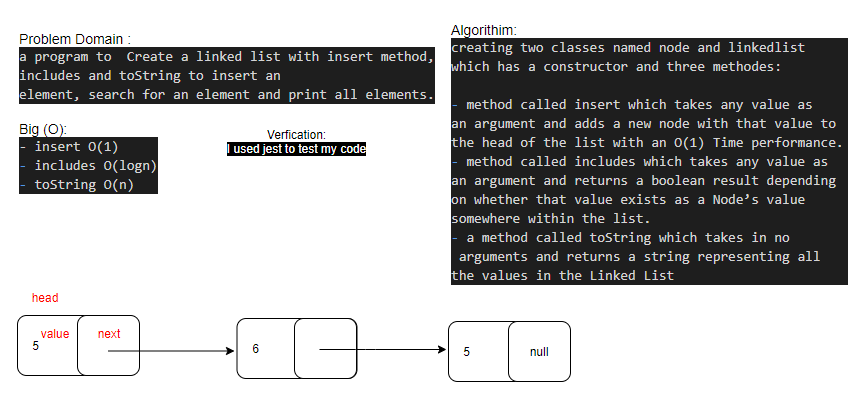 Problem Domain :
a program to  Create a linked list with insert method,
includes and toString to insert an
element, search for an element and print all elements.
Big (O):
- insert O(1)
- includes O(logn)
- toString O(n)
Verfication:
I used jest to test my code
Algorithim:
creating two classes named node and linkedlist
which has a constructor and three methodes:
- method called insert which takes any value as
an argument and adds a new node with that value to
the head of the list with an O(1) Time performance.
- method called includes which takes any value as
an argument and returns a boolean result depending
on whether that value exists as a Node’s value
somewhere within the list.
- a method called toString which takes in no
arguments and returns a string representing all
the values in the Linked List
head
value next
5
6
5 null